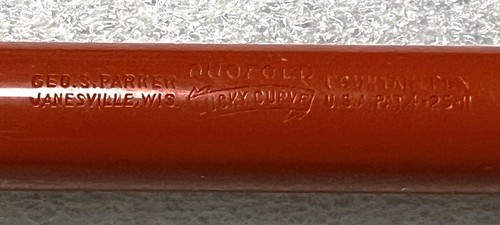 DUOFOLD
GEO.S.PARKER LUCKY CURVE FOUNTAIN PEN
JANESVILLE,WIS. U.S.A. PAT.4-25-11